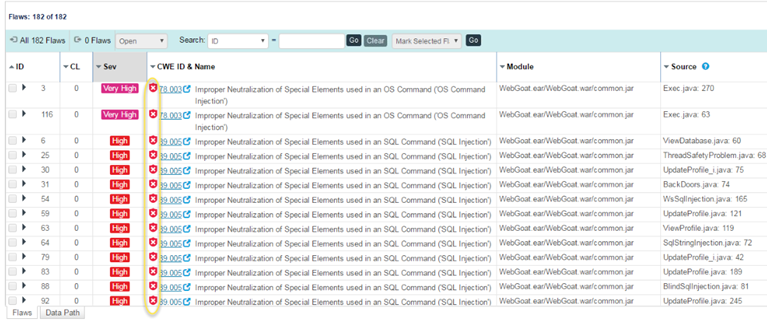 Flaws: 182 of 182
All 182 Flaws 0 Flaws Open Search: ID = Go Clear Mark Selected Fl Go
ID CL Sev CWE ID & Name Module Source
3 0 Very High 78.003 Improper Neutralization of Special Elements used in an OS Command ('OS Command WebGoat.ear/WebGoat.war/common.jar Exec.java: 270
Injection')
116 0 Very High 78.003 Improper Neutralization of Special Elements used in an OS Command ('OS Command WebGoat.ear/WebGoat.war/common.jar Exec.java: 63
Injection')
6 0 High 89.005 Improper Neutralization of Special Elements used in an SQL Command ('SQL Injection') WebGoat.ear/WebGoat.war/common.jar ViewDatabase.java: 60
25 0 High 89.005 Improper Neutralization of Special Elements used in an SQL Command ('SQL Injection') WebGoat.ear/WebGoat.war/common.jar ThreadSafetyProblem.java: 68
30 0 High 89.005 Improper Neutralization of Special Elements used in an SQL Command ('SQL Injection') WebGoat.ear/WebGoat.war/common.jar UpdateProfile_i.java: 75
31 0 High 89.005 Improper Neutralization of Special Elements used in an SQL Command ('SQL Injection') WebGoat.ear/WebGoat.war/common.jar BackDoors.java: 74
54 0 High 89.005 Improper Neutralization of Special Elements used in an SQL Command ('SQL Injection') WebGoat.ear/WebGoat.war/common.jar WsSqlInjection.java: 165
59 0 High 89.005 Improper Neutralization of Special Elements used in an SQL Command ('SQL Injection') WebGoat.ear/WebGoat.war/common.jar UpdateProfile.java: 121
63 0 High 89.005 Improper Neutralization of Special Elements used in an SQL Command ('SQL Injection') WebGoat.ear/WebGoat.war/common.jar ViewProfile.java: 119
64 0 High 89.005 Improper Neutralization of Special Elements used in an SQL Command ('SQL Injection') WebGoat.ear/WebGoat.war/common.jar SqlStringInjection.java: 72
79 0 High 89.005 Improper Neutralization of Special Elements used in an SQL Command ('SQL Injection') WebGoat.ear/WebGoat.war/common.jar UpdateProfile_i.java: 42
83 0 High 89.005 Improper Neutralization of Special Elements used in an SQL Command ('SQL Injection') WebGoat.ear/WebGoat.war/common.jar UpdateProfile.java: 189
88 0 High 89.005 Improper Neutralization of Special Elements used in an SQL Command ('SQL Injection') WebGoat.ear/WebGoat.war/common.jar BlindSqlInjection.java: 81
92 0 High 89.005 Improper Neutralization of Special Elements used in an SQL Command ('SQL Injection') WebGoat.ear/WebGoat.war/common.jar UpdateProfile.java: 245
Flaws Data Path